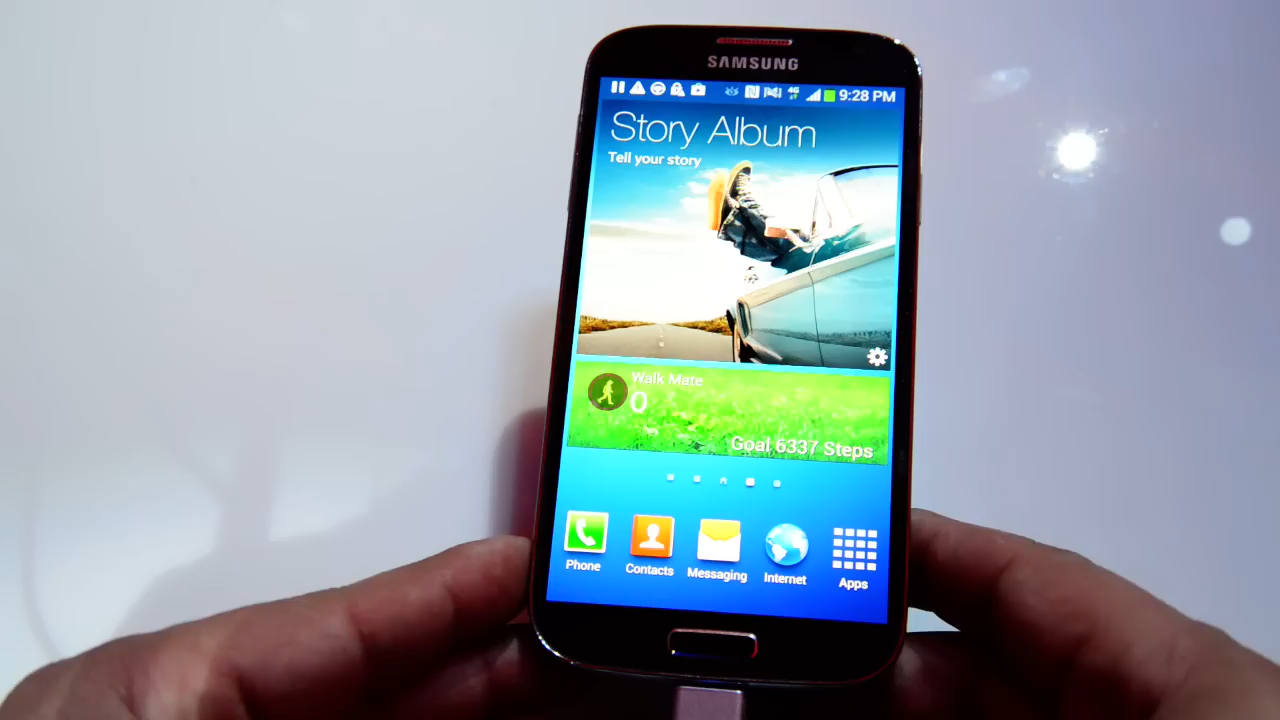 SAMSUNG
4G 9:28 PM
Story Album
Tell your story
Walk Mate
0
Goal 6337 Steps
Phone Contacts Messaging Internet Apps